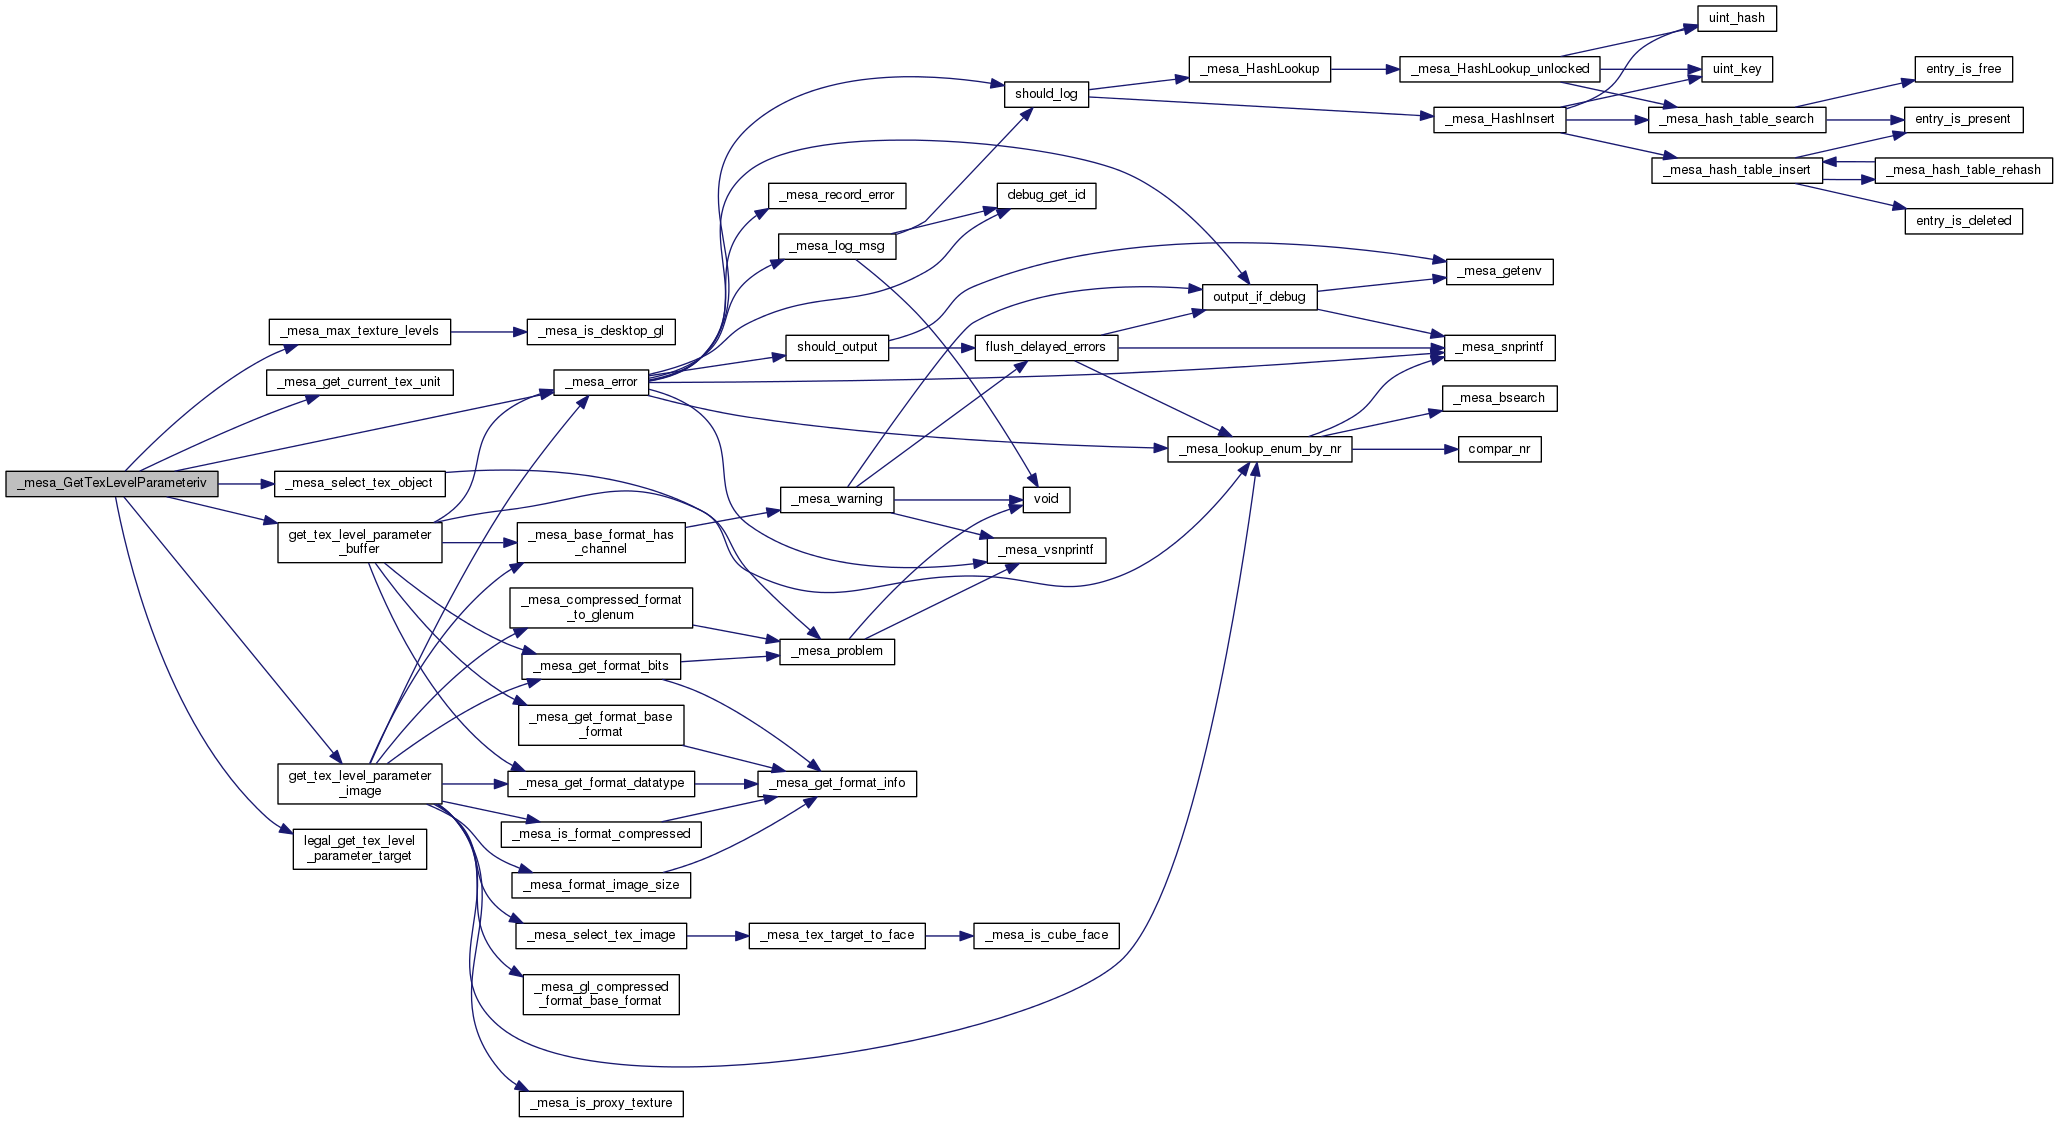 _mesa_GetTexLevelParameteriv
_mesa_max_texture_levels
_mesa_is_desktop_gl
_mesa_get_current_tex_unit
_mesa_error
_mesa_select_tex_object
get_tex_level_parameter
_buffer
get_tex_level_parameter
_image
legal_get_tex_level
_parameter_target
_mesa_base_format_has
_channel
_mesa_compressed_format
_to_glenum
_mesa_get_format_bits
_mesa_get_format_base
_format
_mesa_get_format_datatype
_mesa_is_format_compressed
_mesa_format_image_size
_mesa_select_tex_image
_mesa_gl_compressed
_format_base_format
_mesa_is_proxy_texture
_mesa_record_error
_mesa_log_msg
should_output
_mesa_warning
_mesa_problem
_mesa_get_format_info
_mesa_tex_target_to_face
should_log
debug_get_id
flush_delayed_errors
void
_mesa_vsnprintf
_mesa_is_cube_face
_mesa_HashLookup
output_if_debug
_mesa_lookup_enum_by_nr
_mesa_HashLookup_unlocked
_mesa_HashInsert
_mesa_getenv
_mesa_snprintf
_mesa_bsearch
compar_nr
uint_hash
uint_key
_mesa_hash_table_search
_mesa_hash_table_insert
entry_is_free
entry_is_present
_mesa_hash_table_rehash
entry_is_deleted